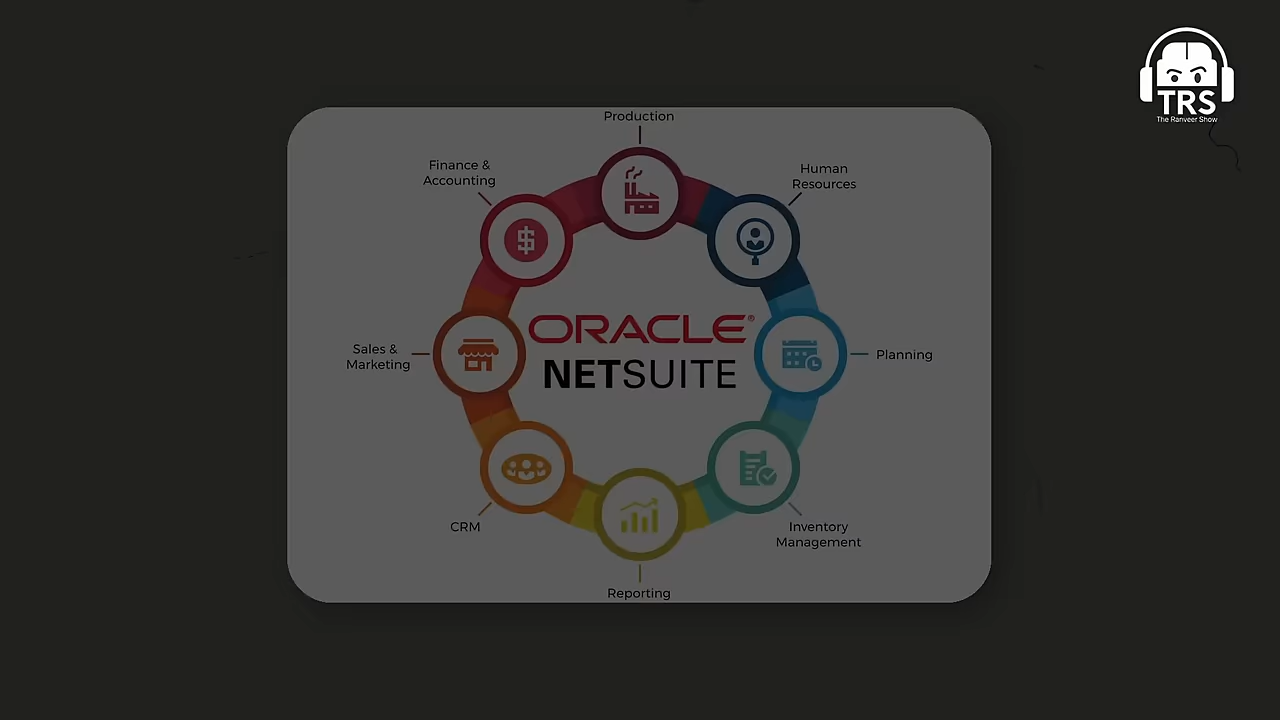 TRS
The Ranveer Show
Production
Finance &
Accounting
Human
Resources
ORACLE®
NETSUITE
Sales &
Marketing
Planning
CRM
Inventory
Management
Reporting